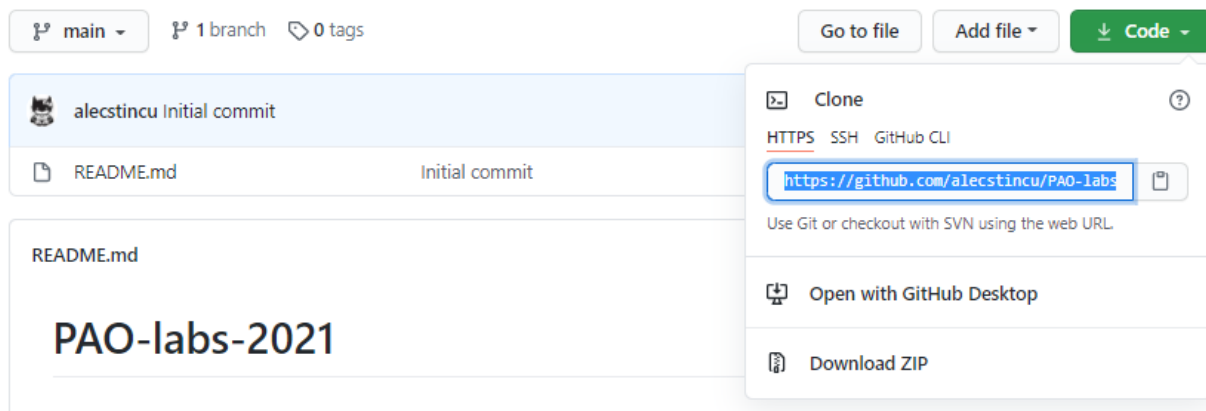 main 1 branch 0 tags Go to file Add file Code
alecstincu Initial commit
README.md Initial commit
README.md
PAO-labs-2021
Clone
HTTPS SSH GitHub CLI
https://github.com/alecstincu/PAO-labs
Use Git or checkout with SVN using the web URL.
Open with GitHub Desktop
Download ZIP